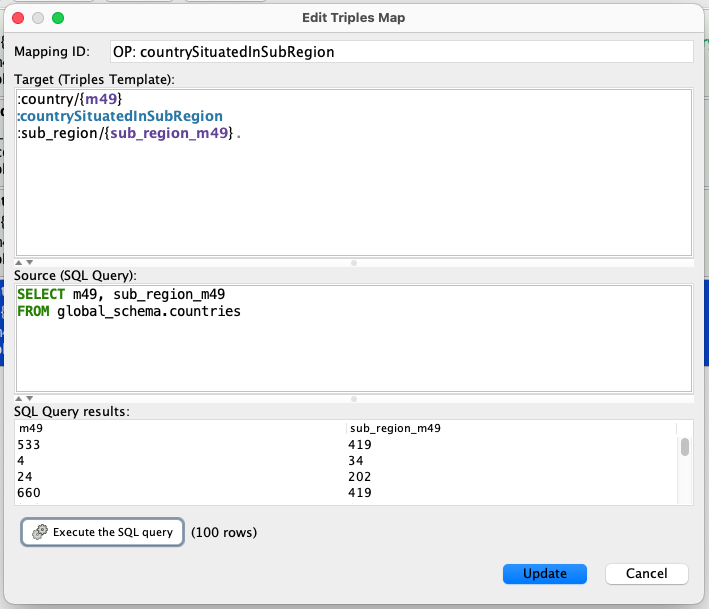 Edit Triples Map
Mapping ID: OP: countrySituatedInSubRegion
Target (Triples Template):
:country/{m49}
:countrySituatedInSubRegion
:sub_region/{sub_region_m49} .
Source (SQL Query):
SELECT m49, sub_region_m49
FROM global_schema.countries
SQL Query results:
m49 sub_region_m49
533 419
4 34
24 202
660 419
Execute the SQL query (100 rows)
Update Cancel